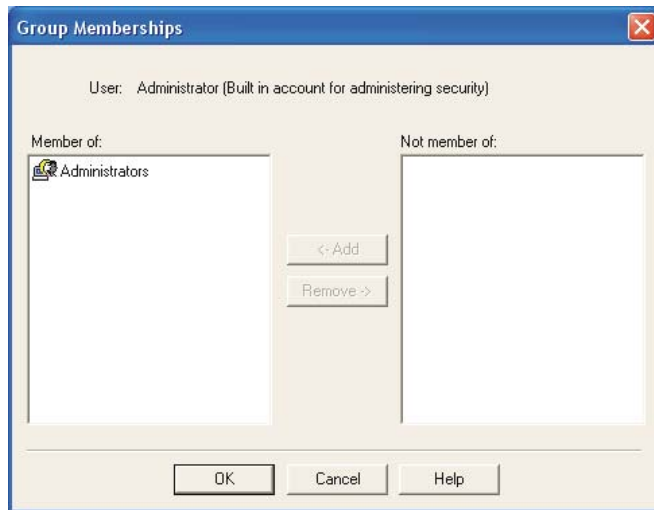 Group Memberships
User: Administrator (Built in account for administering security)
Member of:
Not member of:
Administrators
<- Add
Remove ->
OK
Cancel
Help